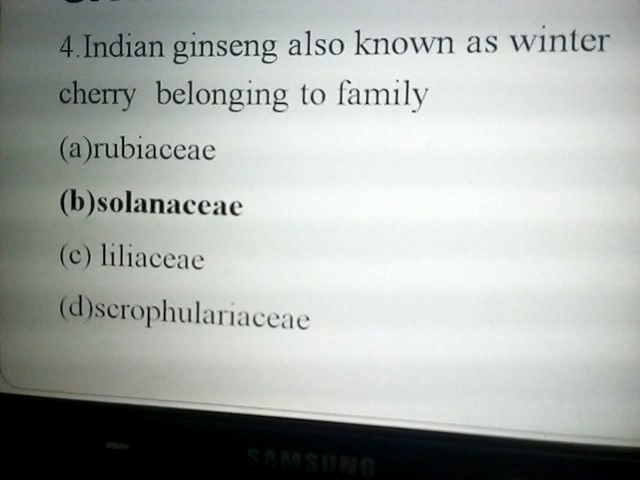 4.Indian ginseng also known as winter
cherry belonging to family
(a)rubiaceae
(b)solanaceae
(c) liliaceae
(d)scrophulariaceae
SAMSUNG